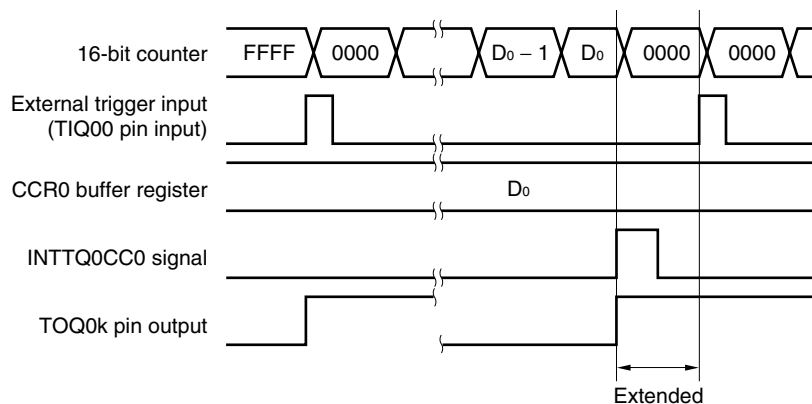 16-bit counter
FFFF 0000 D0 − 1 D0 0000 0000
External trigger input
(TIQ00 pin input)
CCR0 buffer register
D0
INTTQ0CC0 signal
TOQ0k pin output
Extended